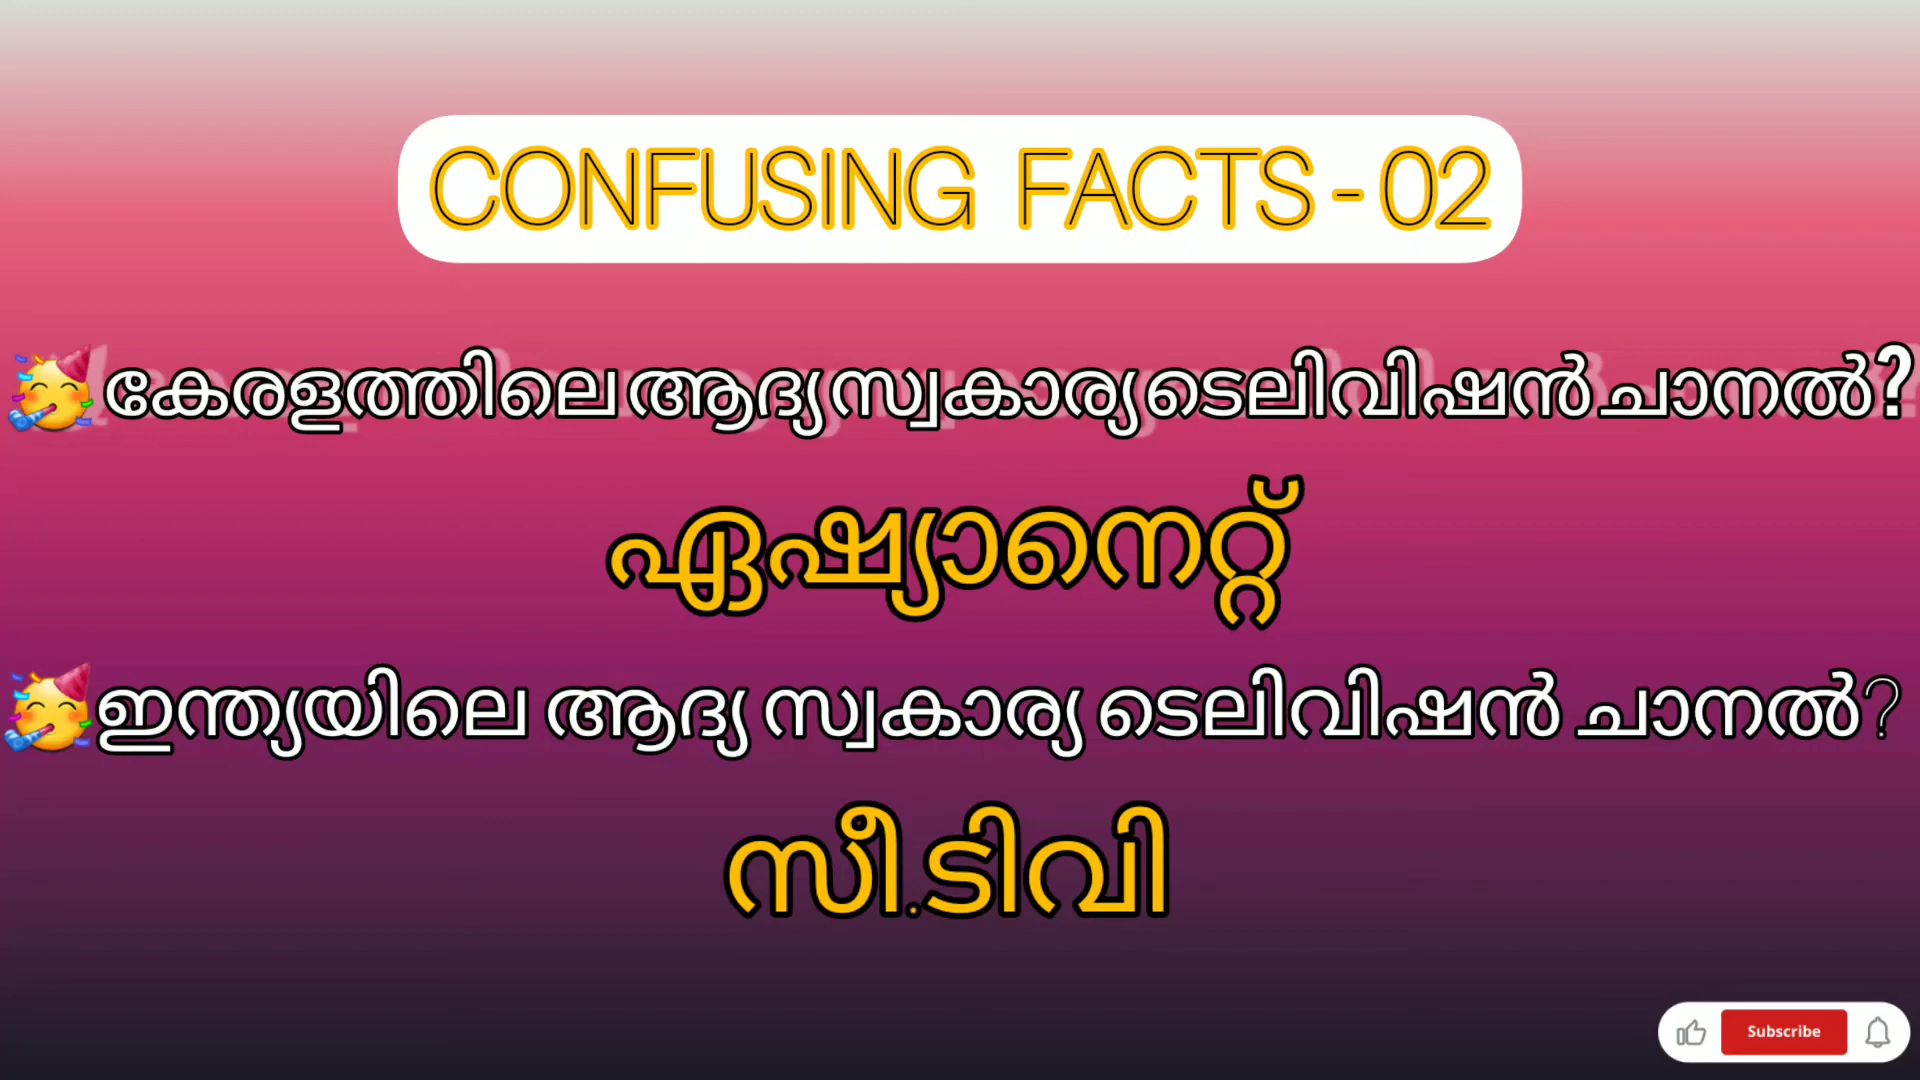 CONFUSING FACTS - 02
🥳കേരളത്തിലെ ആദ്യ സ്വകാര്യ ടെലിവിഷൻ ചാനൽ?
ഏഷ്യാനെറ്റ്
🥳ഇന്ത്യയിലെ ആദ്യ സ്വകാര്യ ടെലിവിഷൻ ചാനൽ?
സീ.ടിവി
Subscribe